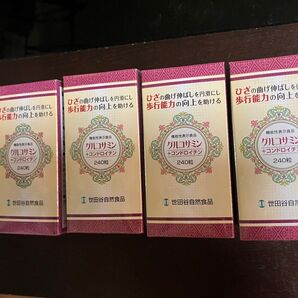 ひざの曲げ伸ばしを円滑にし
歩行能力の向上を助ける
機能性表示食品
グルコサミン
+コンドロイチン
240粒
世田谷自然食品
ひざの曲げ伸ばしを円滑にし
歩行能力の向上を助ける
機能性表示食品
グルコサミン
+コンドロイチン
240粒
世田谷自然食品
ひざの曲げ伸ばしを円滑にし
歩行能力の向上を助ける
機能性表示食品
グルコサミン
+コンドロイチン
240粒
世田谷自然食品
ひざの曲げ伸ばしを円滑にし
歩行能力の向上を助ける
機能性表示食品
グルコサミン
+コンドロイチン
240粒
世田谷自然食品